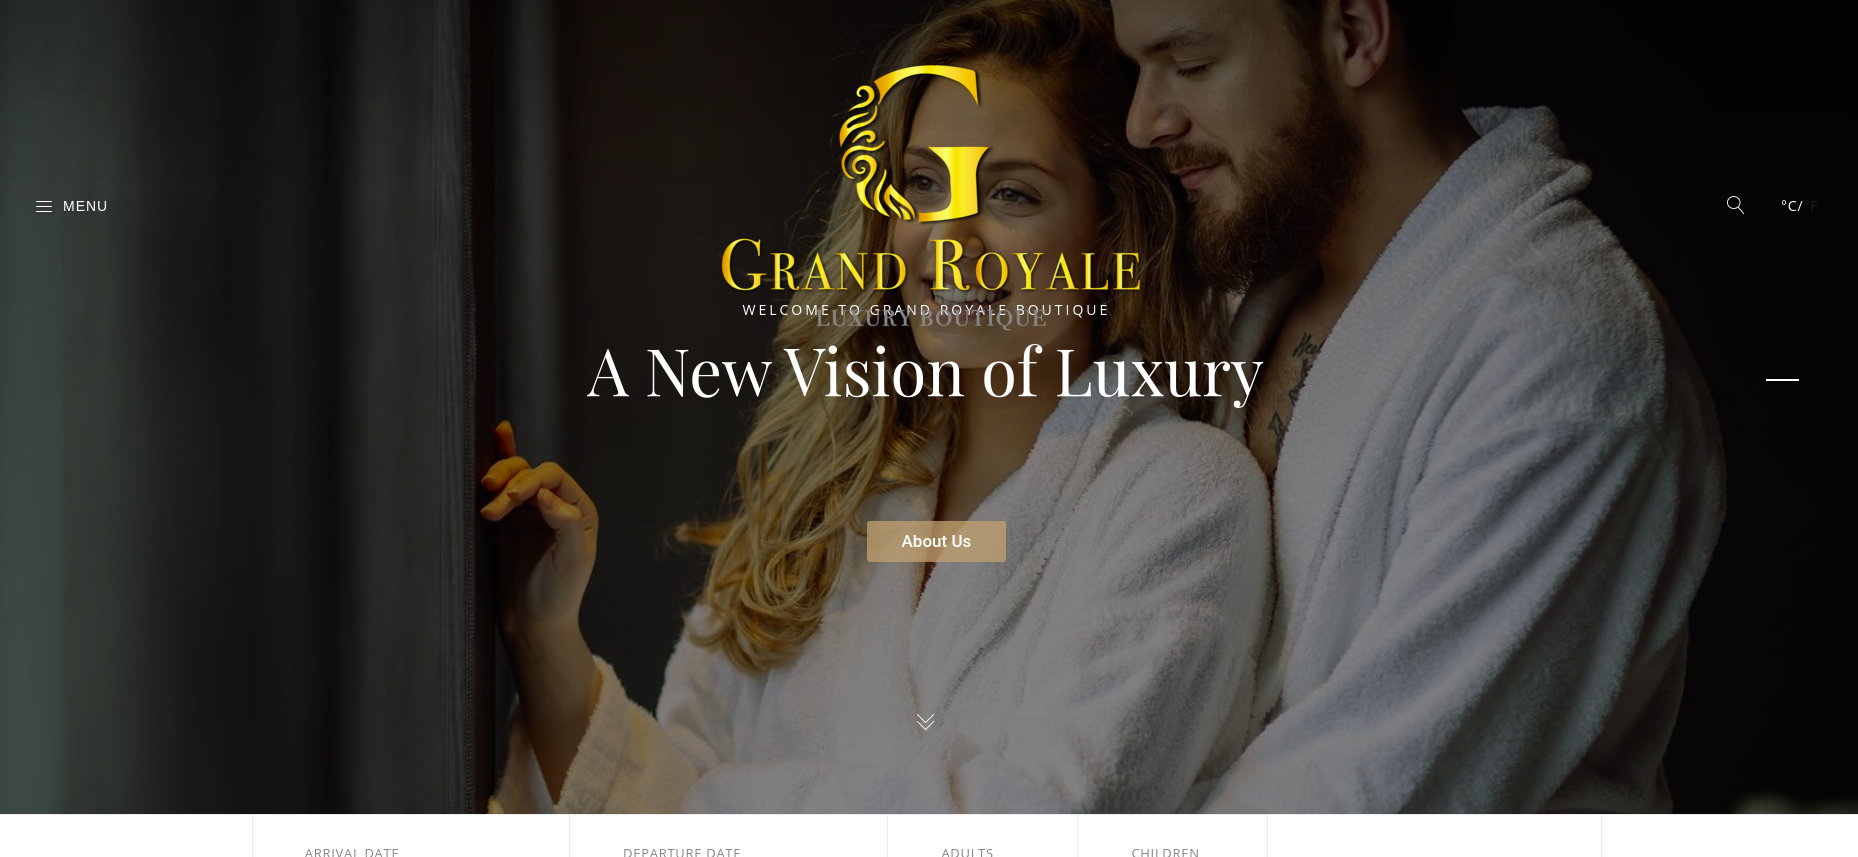 MENU
°C/°F
G
GRAND ROYALE
WELCOME TO GRAND ROYALE BOUTIQUE
LUXURY BOUTIQUE
A New Vision of Luxury
About Us
ARRIVAL DATE
DEPARTURE DATE
ADULTS
CHILDREN